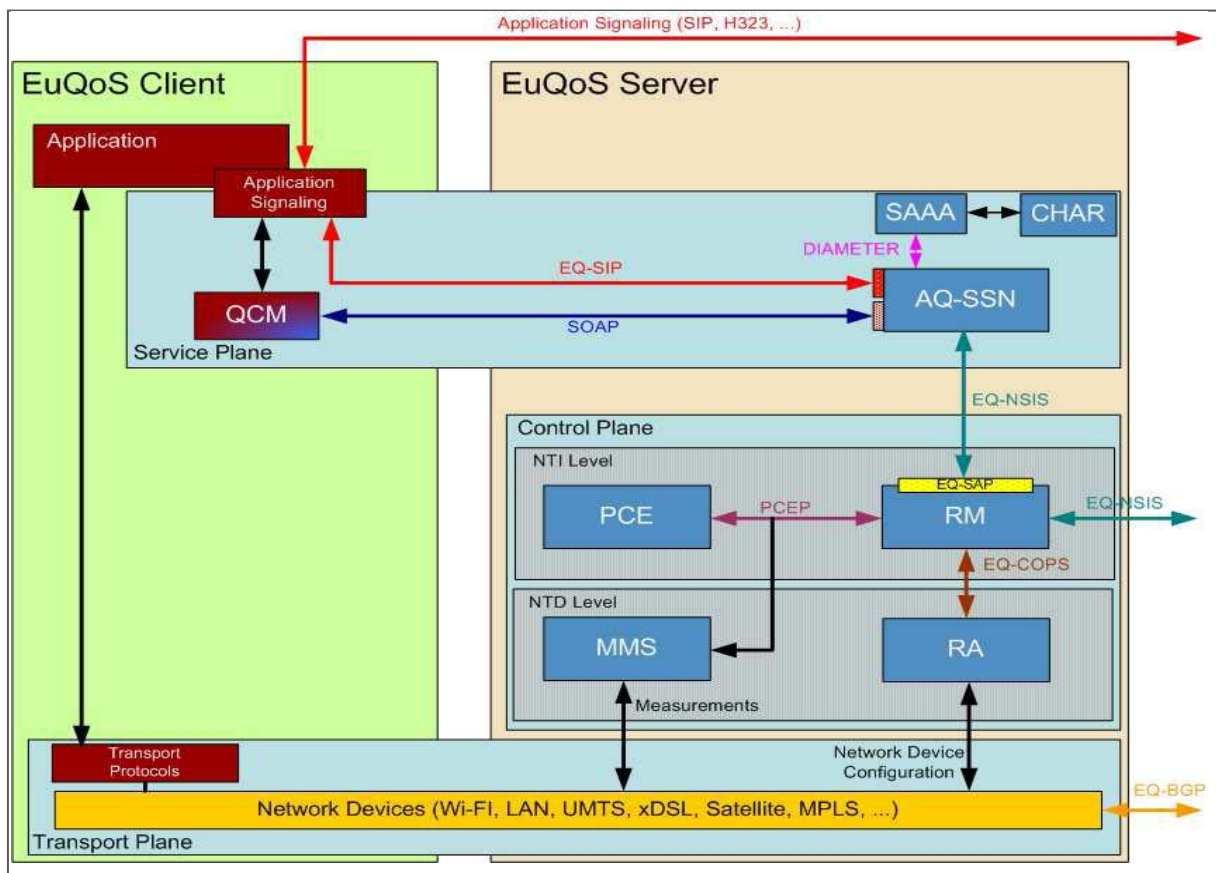 Application Signaling (SIP, H323, ...)
EuQoS Client
EuQoS Server
Application
Application
Signaling
SAAA
CHAR
DIAMETER
EQ-SIP
AQ-SSN
QCM
SOAP
Service Plane
EQ-NSIS
Control Plane
NTI Level
EQ-SAP
PCE
PCEP
RM
EQ-NSIS
EQ-COPS
NTD Level
MMS
RA
Measurements
Transport
Protocols
Network Device
Configuration
Network Devices (Wi-FI, LAN, UMTS, xDSL, Satellite, MPLS, ...)
EQ-BGP
Transport Plane